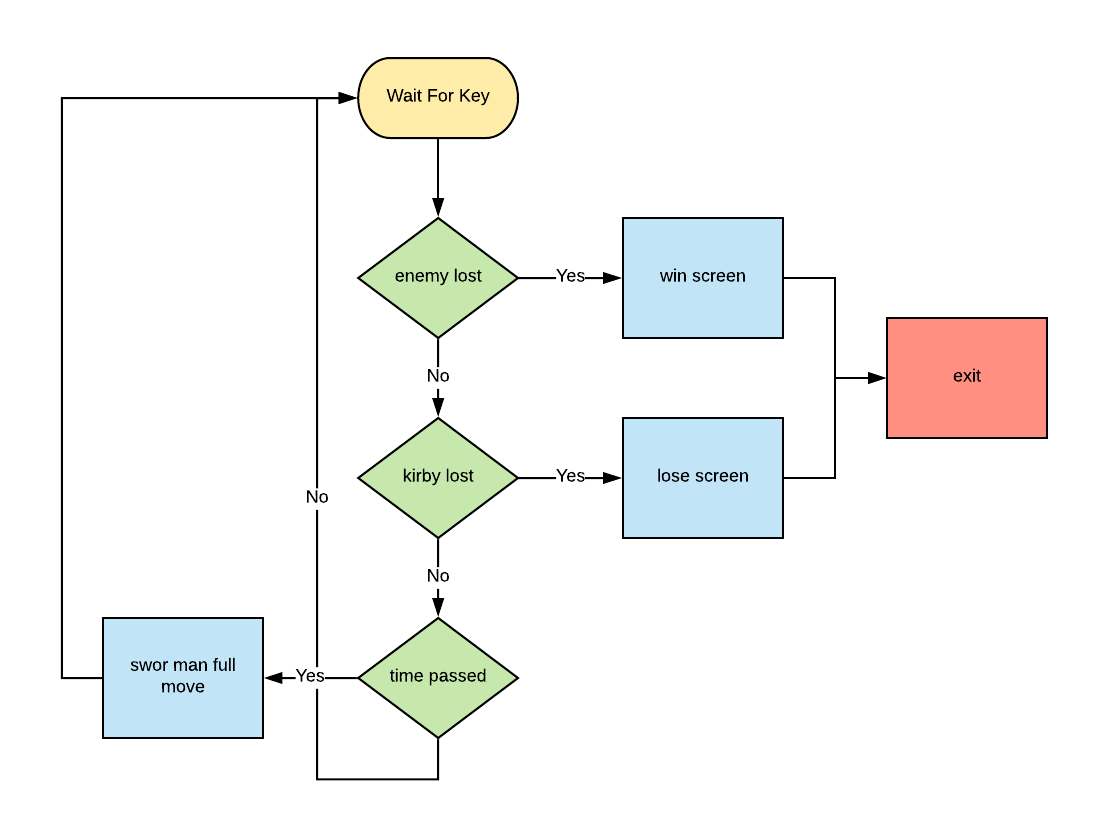 Wait For Key
enemy lost
Yes
win screen
No
exit
kirby lost
Yes
lose screen
No
No
swor man full
move
Yes
time passed